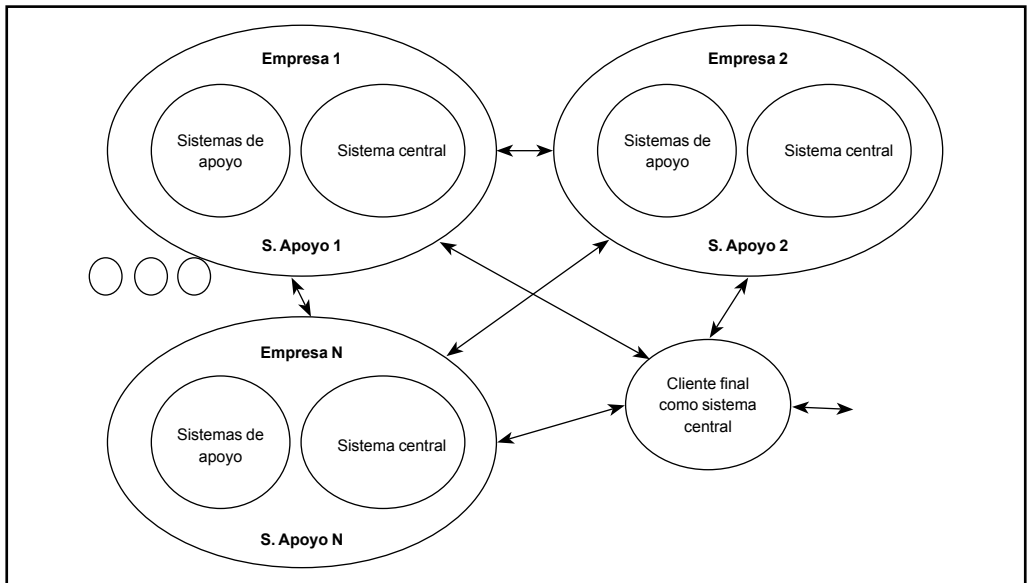 Empresa 1
Sistemas de
apoyo
Sistema central
S. Apoyo 1
Empresa 2
Sistemas de
apoyo
Sistema central
S. Apoyo 2
Empresa N
Sistemas de
apoyo
Sistema central
S. Apoyo N
Cliente final
como sistema
central